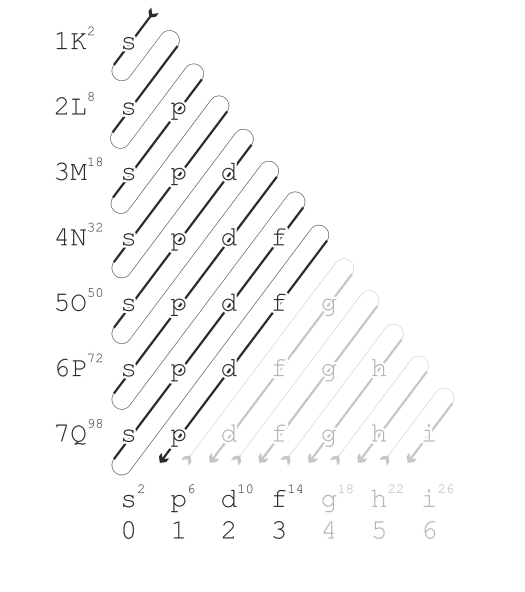 1K² s
2L⁸ s p
3M¹⁸ s p d
4N³² s p d f
5O⁵⁰ s p d f g
6P⁷² s p d f g h
7Q⁹⁸ s p d f g h i
s² p⁶ d¹⁰ f¹⁴ g¹⁸ h²² i²⁶
0 1 2 3 4 5 6